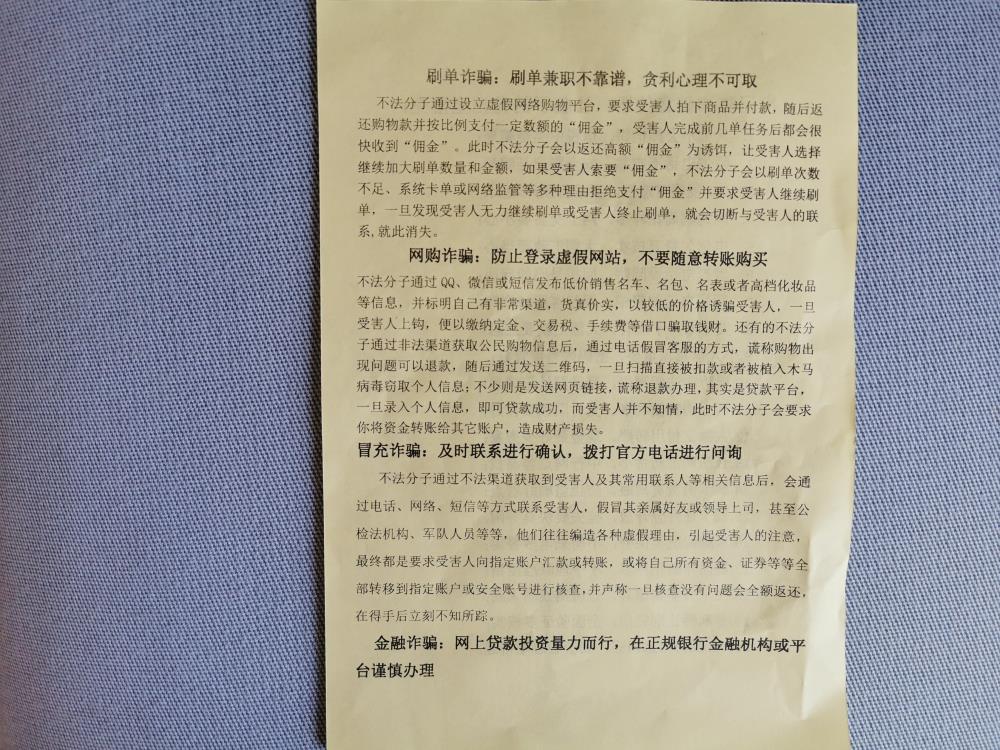 刷单诈骗：刷单兼职不靠谱，贪利心理不可取
不法分子通过设立虚假网络购物平台，要求受害人拍下商品并付款，随后返
还购物款并按比例支付一定数额的“佣金”，受害人完成前几单任务后都会很
快收到“佣金”。此时不法分子会以返还高额“佣金”为诱饵，让受害人选择
继续加大刷单数量和金额，如果受害人索要“佣金”，不法分子会以刷单次数
不足、系统卡单或网络监管等多种理由拒绝支付“佣金”并要求受害人继续刷
单，一旦发现受害人无力继续刷单或受害人终止刷单，就会切断与受害人的联
系,就此消失。
网购诈骗：防止登录虚假网站，不要随意转账购买
不法分子通过QQ、微信或短信发布低价销售名车、名包、名表或者高档化妆品
等信息，并标明自己有非常渠道，货真价实，以较低的价格诱骗受害人，一旦
受害人上钩，便以缴纳定金、交易税、手续费等借口骗取钱财。还有的不法分
子通过非法渠道获取公民购物信息后，通过电话假冒客服的方式，谎称购物出
现问题可以退款，随后通过发送二维码，一旦扫描直接被扣款或者被植入木马
病毒窃取个人信息；不少则是发送网页链接，谎称退款办理，其实是贷款平台，
一旦录入个人信息，即可贷款成功，而受害人并不知情，此时不法分子会要求
你将资金转账给其它账户，造成财产损失。
冒充诈骗：及时联系进行确认，拨打官方电话进行问询
不法分子通过不法渠道获取到受害人及其常用联系人等相关信息后，会通
过电话、网络、短信等方式联系受害人，假冒其亲属好友或领导上司，甚至公
检法机构、军队人员等等，他们往往编造各种虚假理由，引起受害人的注意，
最终都是要求受害人向指定账户汇款或转账，或将自己所有资金、证券等等全
部转移到指定账户或安全账号进行核查,并声称一旦核查没有问题会全额返还，
在得手后立刻不知所踪。
金融诈骗：网上贷款投资量力而行，在正规银行金融机构或平
台谨慎办理